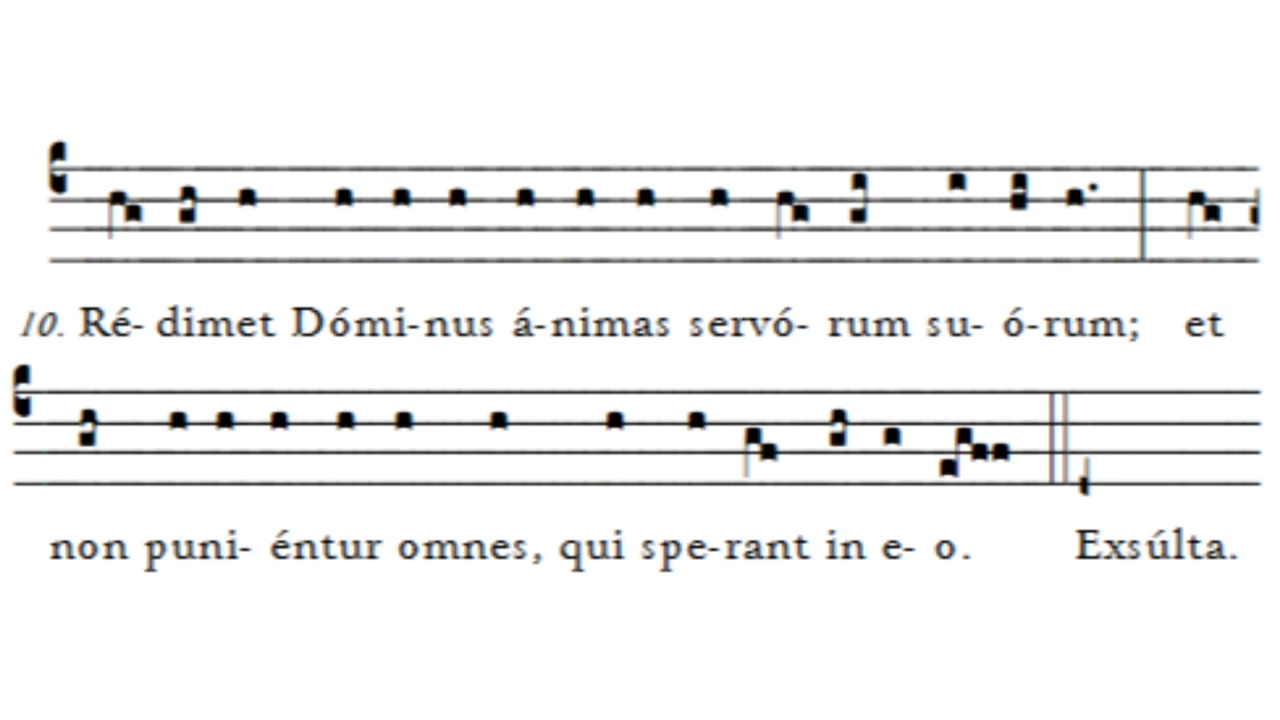 10. Ré- dimet Dómi-nus á-nimas servó- rum su- ó-rum; et
non puni- éntur omnes, qui spe-rant in e- o. Exsúlta.